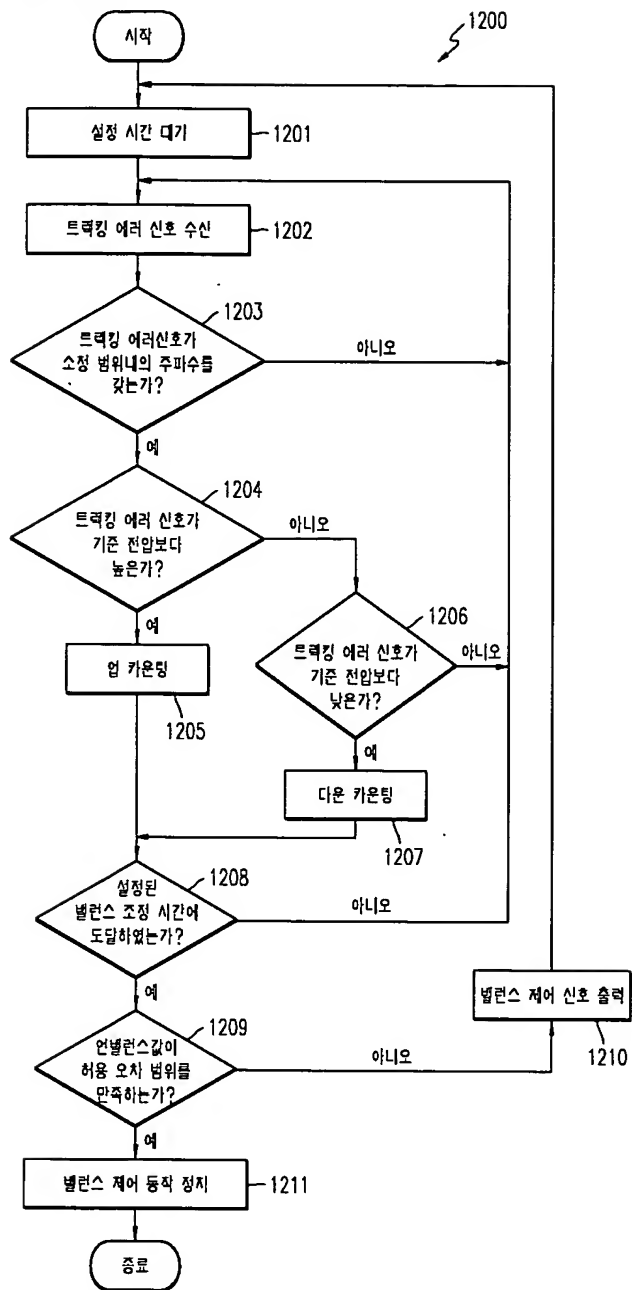 시작
1200
설정 시간 대기
1201
트랙킹 에러 신호 수신
1202
1203
트랙킹 에러신호가
소정 범위내의 주파수를
갖는가?
아니오
예
1204
트랙킹 에러 신호가
기준 전압보다
높은가?
아니오
예
1206
트랙킹 에러 신호가
기준 전압보다
낮은가?
아니오
예
업 카운팅
1205
다운 카운팅
1207
1208
설정된
밸런스 조정 시간에
도달하였는가?
아니오
예
1209
언밸런스값이
허용 오차 범위를
만족하는가?
아니오
예
밸런스 제어 신호 출력
1210
밸런스 제어 동작 정지
1211
종료